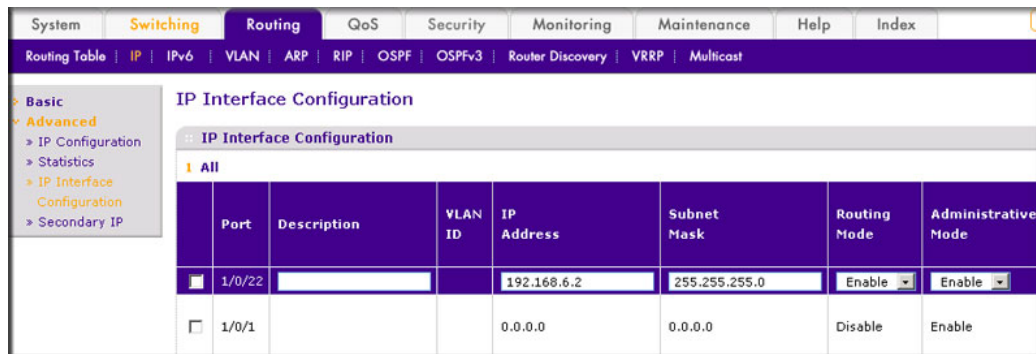 System Switching Routing QoS Security Monitoring Maintenance Help Index
Routing Table | IP | IPv6 | VLAN | ARP | RIP | OSPF | OSPFv3 | Router Discovery | VRRP | Multicast
Basic
Advanced
» IP Configuration
» Statistics
» IP Interface
Configuration
» Secondary IP
IP Interface Configuration
IP Interface Configuration
1 All
Port Description VLAN ID IP Address Subnet Mask Routing Mode Administrative Mode
1/0/22 192.168.6.2 255.255.255.0 Enable Enable
1/0/1 0.0.0.0 0.0.0.0 Disable Enable